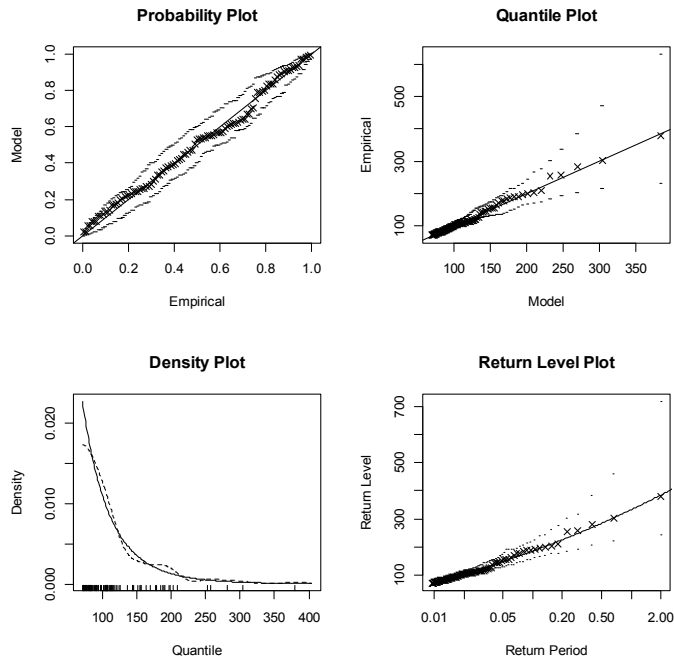 Probability Plot
Model
0.0 0.2 0.4 0.6 0.8 1.0
0.0 0.2 0.4 0.6 0.8 1.0
Empirical
Quantile Plot
Empirical
100 300 500
100 150 200 250 300 350
Model
Density Plot
Density
0.000 0.010 0.020
100 150 200 250 300 350 400
Quantile
Return Level Plot
Return Level
100 300 500 700
0.01 0.05 0.20 0.50 2.00
Return Period